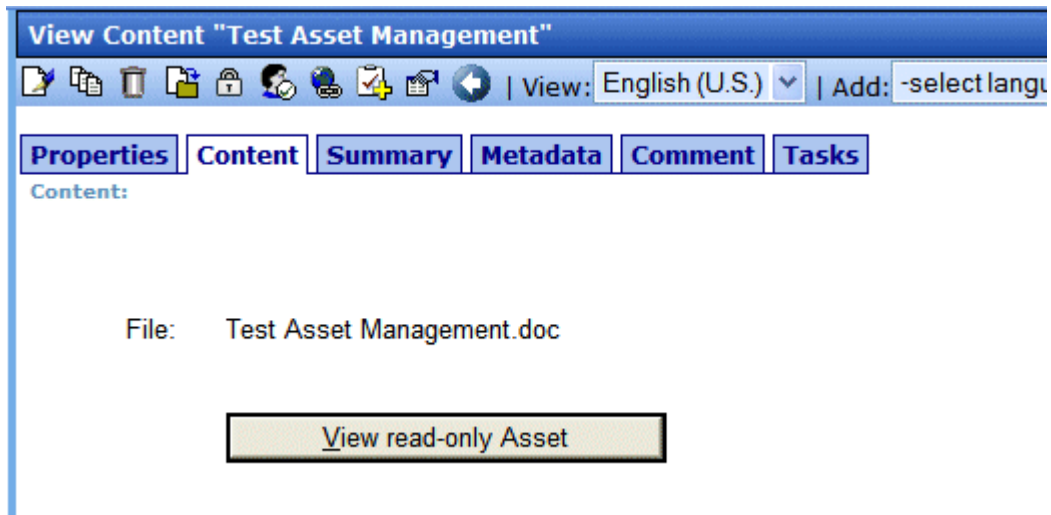 View Content "Test Asset Management"
| View: English (U.S.) | Add: -select langu
Properties Content Summary Metadata Comment Tasks
Content:
File: Test Asset Management.doc
View read-only Asset